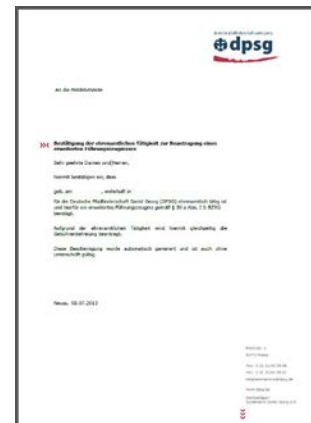 dpsg
An die Meldebehörde
Bestätigung der ehrenamtlichen Tätigkeit zur Beantragung eines
erweiterten Führungszeugnisses
Sehr geehrte Damen und Herren,
hiermit bestätigen wir, dass
geb. am , wohnhaft in
für die Deutsche Pfadfinderschaft Sankt Georg (DPSG) ehrenamtlich tätig ist
und hierfür ein erweitertes Führungszeugnis gemäß § 30 a Abs. 2 b BZRG
benötigt.
Aufgrund der ehrenamtlichen Tätigkeit wird hiermit gleichzeitig die
Gebührenbefreiung beantragt.
Diese Bescheinigung wurde automatisch generiert und ist auch ohne
Unterschrift gültig.
Neuss,